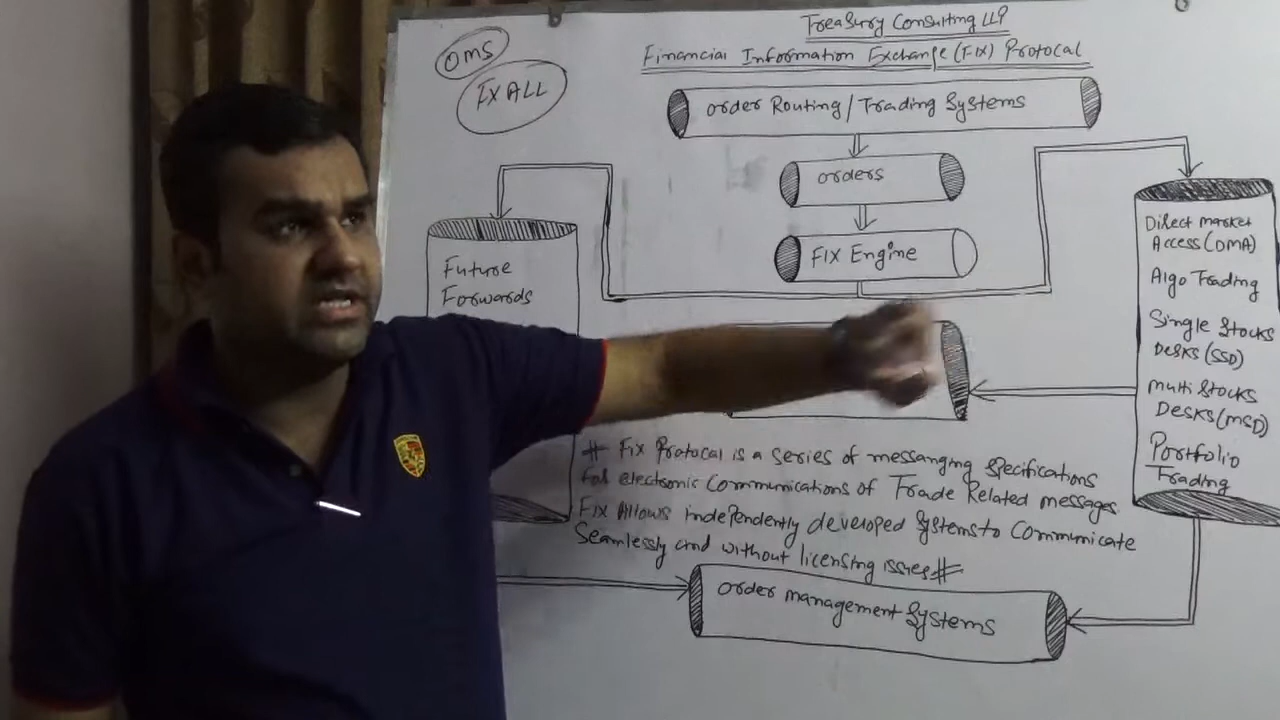 Treasury Consulting LLP
Financial Information Exchange (FIX) Protocal
OMS
FX ALL
Order Routing / Trading Systems
Orders
FIX Engine
Future
Forwards
Direct Market
Access (DMA)
Algo Trading
Single Stocks
Desks (SSD)
Multi Stocks
Desks (MSD)
Portfolio
Trading
# Fix Protocal is a series of messanging specifications
for electronic communications of Trade Related messages
Fix Allows independently developed systems to communicate
Seamlessly and without licensing issues #
Order management Systems